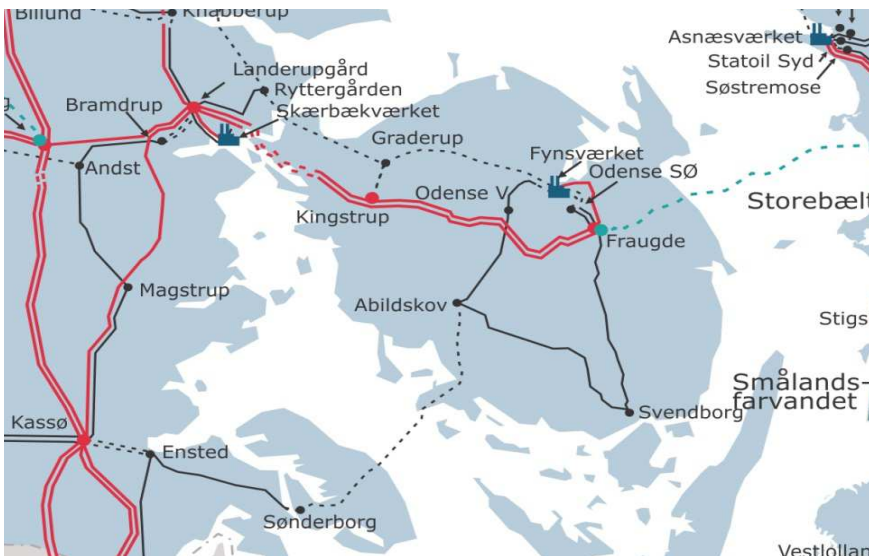 Billund
Knabberup
Asnæsværket
Statoil Syd
Søstremose
Landerupgård
Ryttergården
Skærbækværket
Bramdrup
g
Graderup
Fynsværket
Odense SØ
Andst
Odense V
Kingstrup
Storebælt
Fraugde
Magstrup
Abildskov
Stigs
Smålands-
farvandet
Svendborg
Kassø
Ensted
Sønderborg
Vestlollan